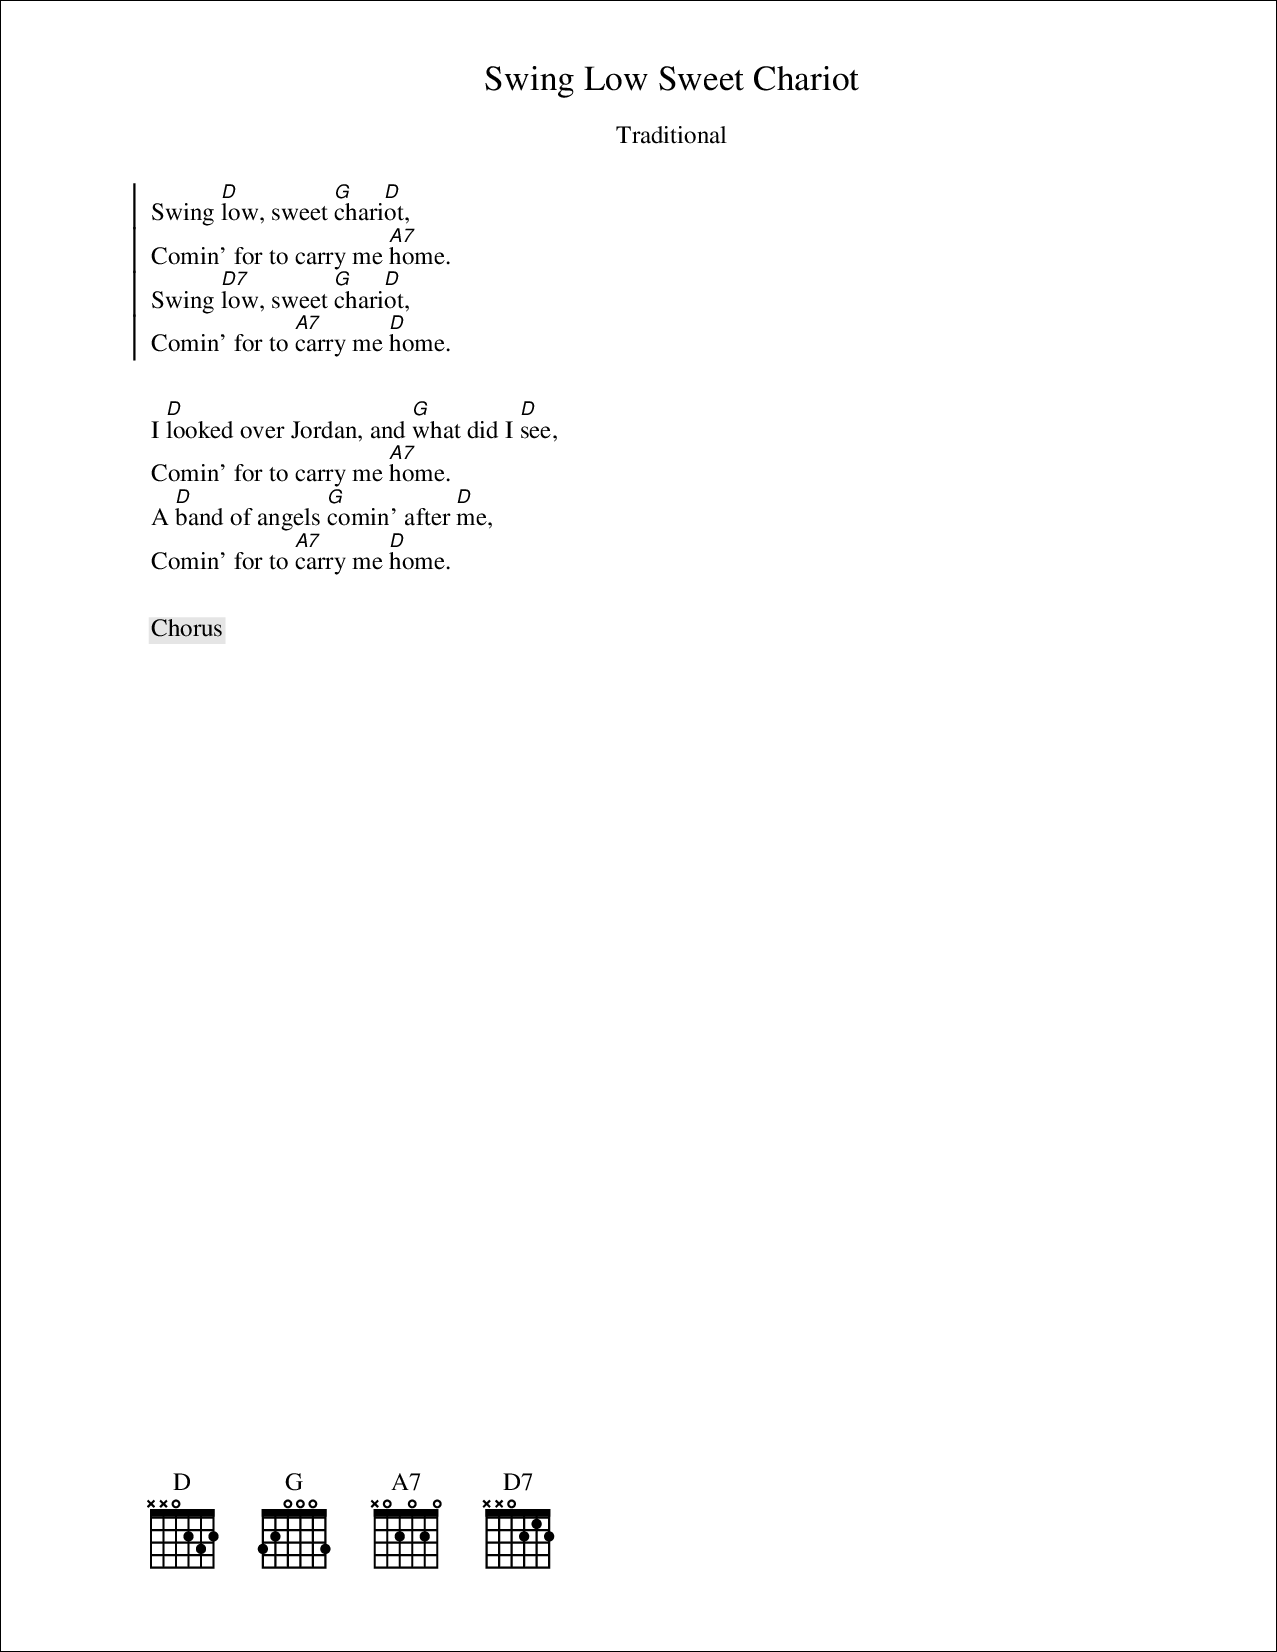 Swing Low Sweet Chariot
Traditional
D G D
Swing low, sweet chariot,
A7
Comin' for to carry me home.
D7 G D
Swing low, sweet chariot,
A7 D
Comin' for to carry me home.
D G D
I looked over Jordan, and what did I see,
A7
Comin' for to carry me home.
D G D
A band of angels comin' after me,
A7 D
Comin' for to carry me home.
Chorus
D G A7 D7